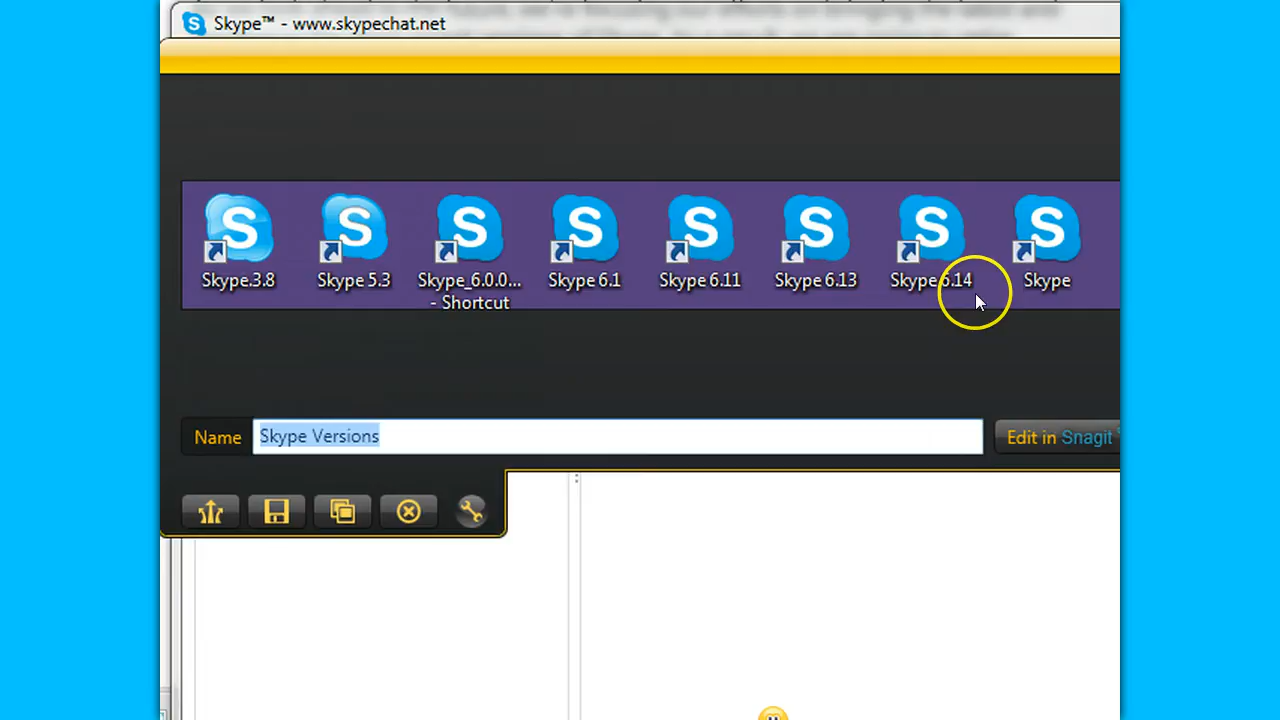 Skype™ - www.skypechat.net
Skype.3.8
Skype 5.3
Skype_6.0.0...
- Shortcut
Skype 6.1
Skype 6.11
Skype 6.13
Skype 6.14
Skype
Name
Skype Versions
Edit in Snagit